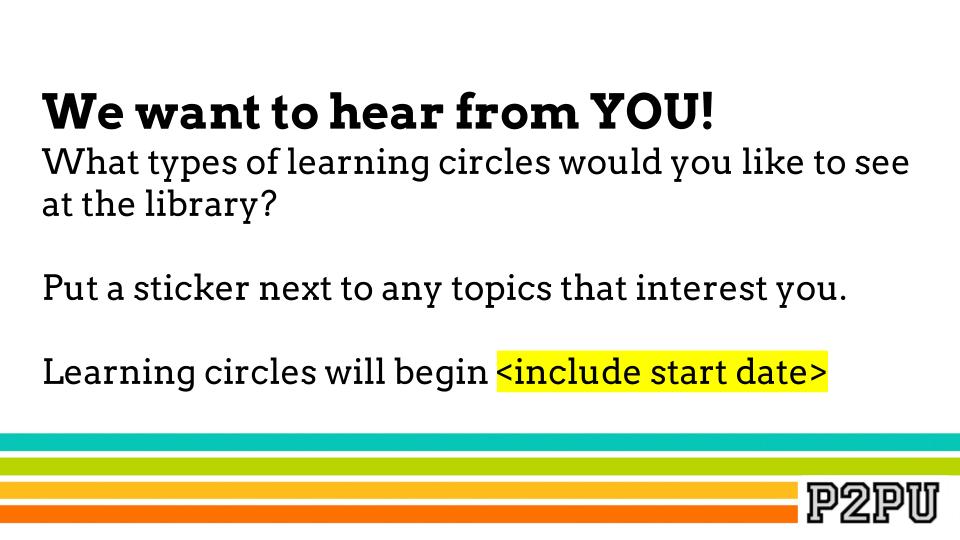 We want to hear from YOU!
What types of learning circles would you like to see
at the library?
Put a sticker next to any topics that interest you.
Learning circles will begin <include start date>
P2PU